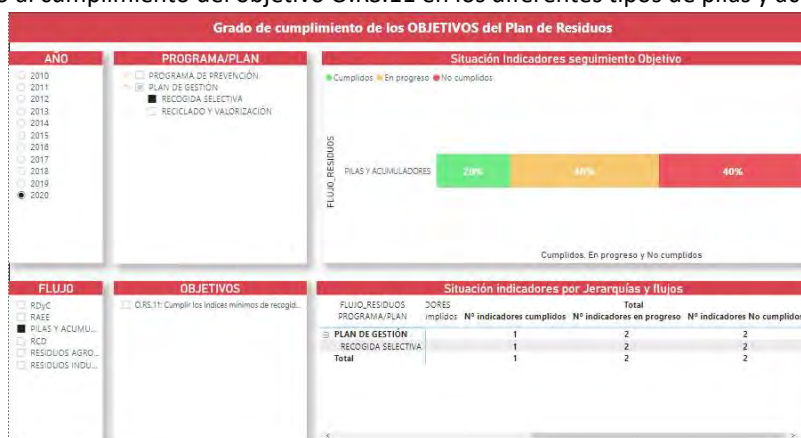 Grado de cumplimiento de los OBJETIVOS del Plan de Residuos
AÑO
2010
2011
2012
2013
2014
2015
2016
2017
2018
2019
2020
PROGRAMA/PLAN
PROGRAMA DE PREVENCIÓN
PLAN DE GESTIÓN
RECOGIDA SELECTIVA
RECICLADO Y VALORIZACIÓN
Situación Indicadores seguimiento Objetivo
Cumplidos En progreso No cumplidos
FLUJO_RESIDUOS
PILAS Y ACUMULADORES 20% 40% 40%
Cumplidos, En progreso y No cumplidos
FLUJO
RDyC
RAEE
PILAS Y ACUMU...
RCD
RESIDUOS AGRO...
RESIDUOS INDU...
OBJETIVOS
O.RS.11: Cumplir los índices mínimos de recogid...
Situación indicadores por Jerarquías y flujos
FLUJO_RESIDUOS DORES Total
PROGRAMA/PLAN implidos Nº indicadores cumplidos Nº indicadores en progreso Nº indicadores No cumplidos
PLAN DE GESTIÓN 1 2 2
RECOGIDA SELECTIVA 1 2 2
Total 1 2 2